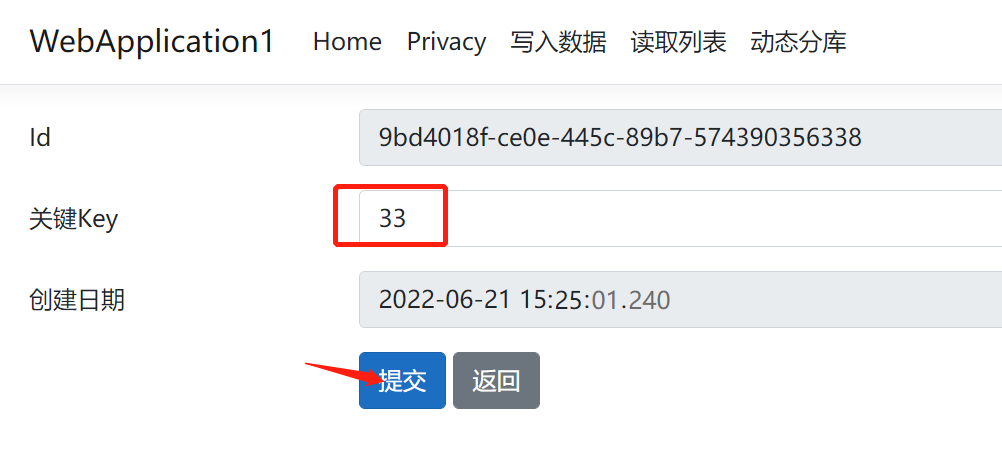 WebApplication1 Home Privacy 写入数据 读取列表 动态分库
Id 9bd4018f-ce0e-445c-89b7-574390356338
关键Key 33
创建日期 2022-06-21 15:25:01.240
提交 返回